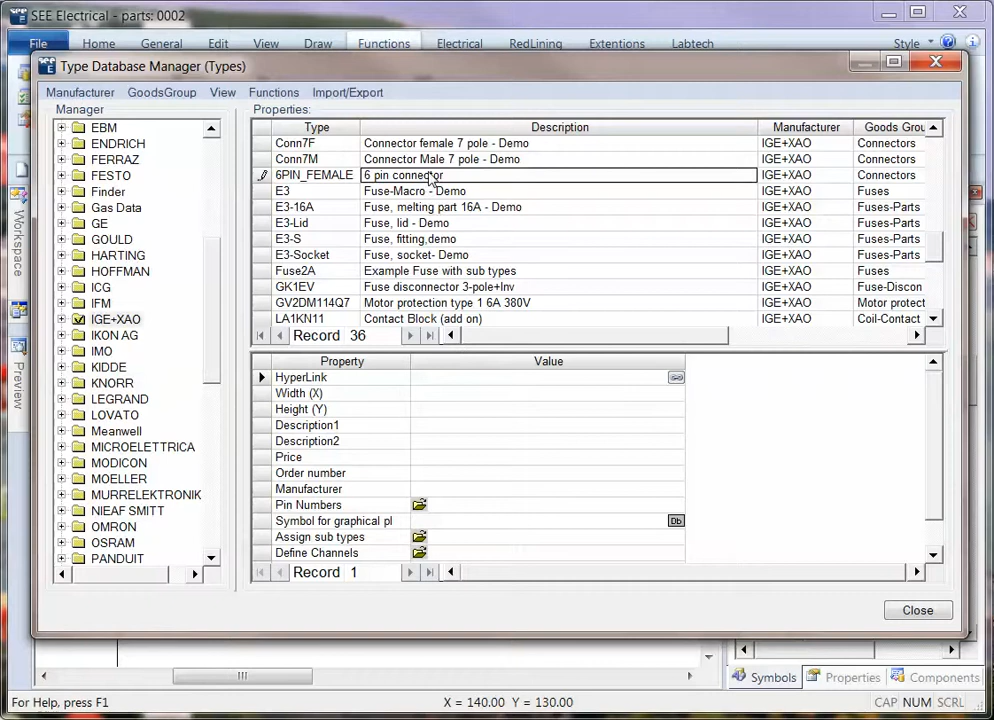 SEE Electrical - parts: 0002
File Home General Edit View Draw Functions Electrical RedLining Extentions Labtech Style
Type Database Manager (Types)
Manufacturer GoodsGroup View Functions Import/Export
Manager
EBM
ENDRICH
FERRAZ
FESTO
Finder
Gas Data
GE
GOULD
HARTING
HOFFMAN
ICG
IFM
IGE+XAO
IKON AG
IMO
KIDDE
KNORR
LEGRAND
LOVATO
Meanwell
MICROELETTRICA
MODICON
MOELLER
MURRELEKTRONIK
NIEAF SMITT
OMRON
OSRAM
PANDUIT
Properties:
Type Description Manufacturer Goods Grou
Conn7F Connector female 7 pole - Demo IGE+XAO Connectors
Conn7M Connector Male 7 pole - Demo IGE+XAO Connectors
6PIN_FEMALE 6 pin connector IGE+XAO Connectors
E3 Fuse-Macro - Demo IGE+XAO Fuses
E3-16A Fuse, melting part 16A - Demo IGE+XAO Fuses-Parts
E3-Lid Fuse, lid - Demo IGE+XAO Fuses-Parts
E3-S Fuse, fitting,demo IGE+XAO Fuses-Parts
E3-Socket Fuse, socket- Demo IGE+XAO Fuses-Parts
Fuse2A Example Fuse with sub types IGE+XAO Fuses
GK1EV Fuse disconnector 3-pole+Inv IGE+XAO Fuse-Discon
GV2DM114Q7 Motor protection type 1 6A 380V IGE+XAO Motor protect
LA1KN11 Contact Block (add on) IGE+XAO Coil-Contact
Record 36
Property Value
HyperLink
Width (X)
Height (Y)
Description1
Description2
Price
Order number
Manufacturer
Pin Numbers
Symbol for graphical pl Db
Assign sub types
Define Channels
Record 1
Close
Workspace
Preview
Symbols Properties Components
For Help, press F1 X = 140.00 Y = 130.00 CAP NUM SCRL